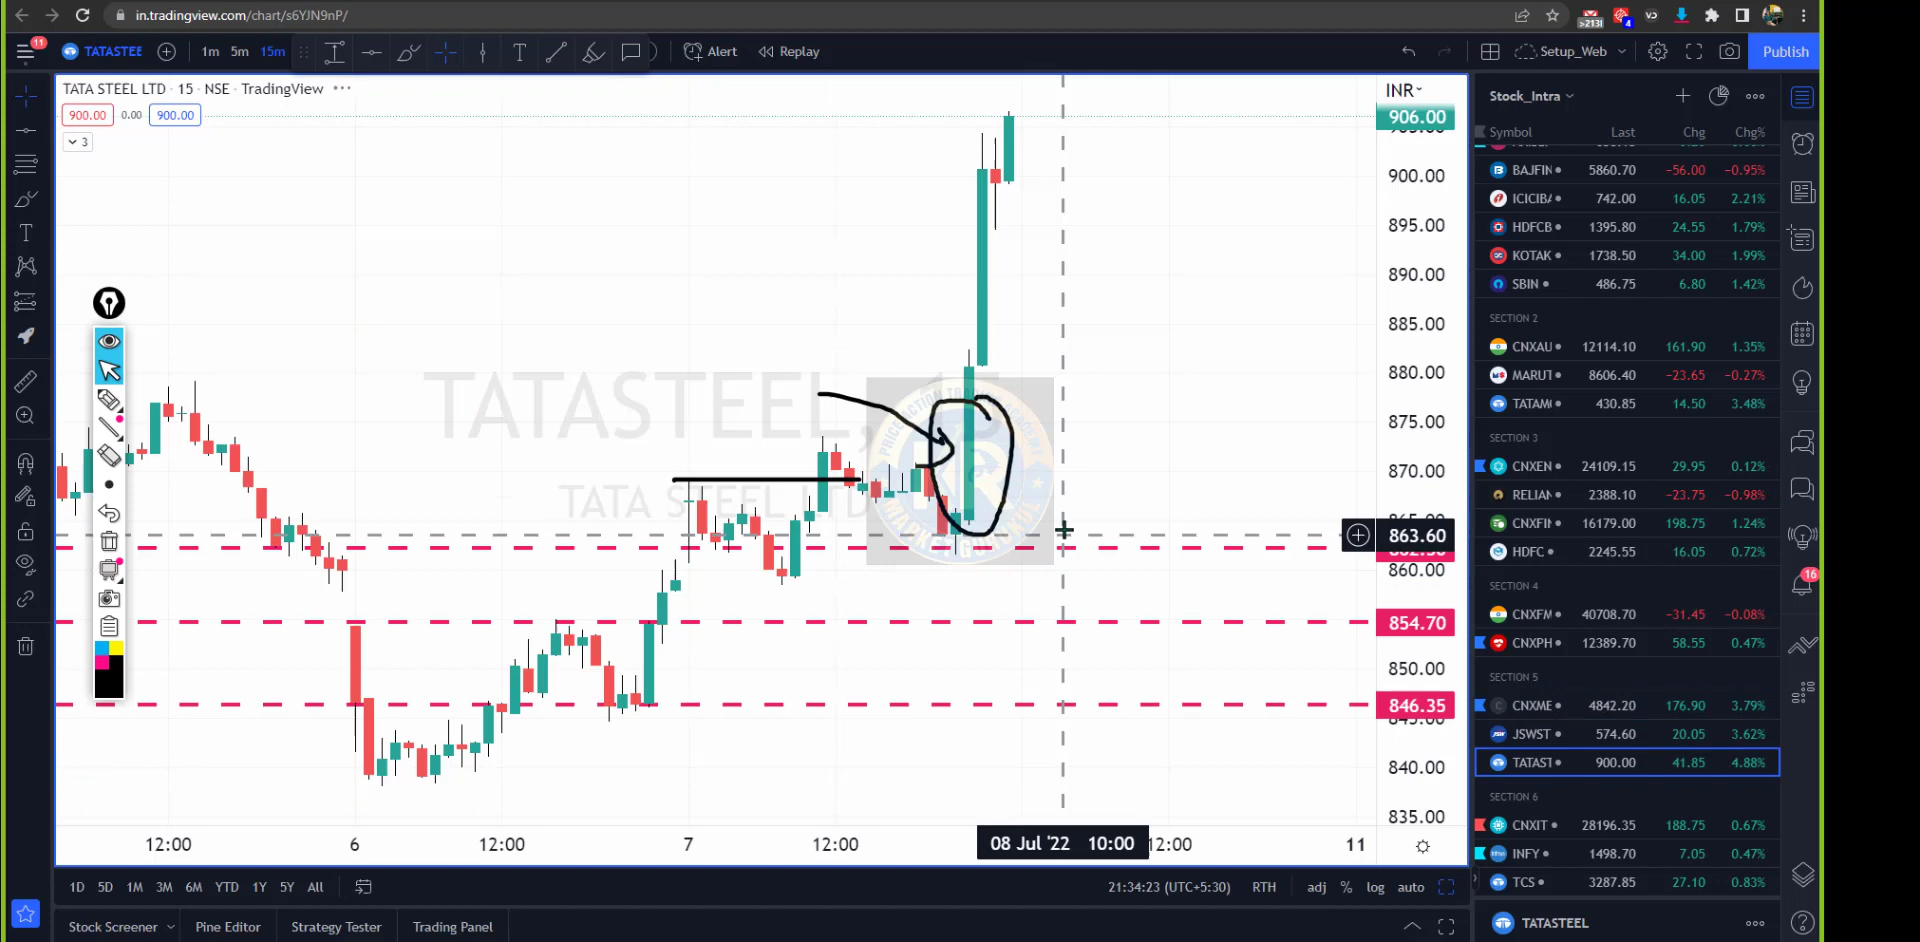 in.tradingview.com/chart/s6YJN9nP/
>213!
4
VD
11
TATASTEE
1m 5m 15m
T
Alert
Replay
Setup_Web
Publish
TATA STEEL LTD · 15 · NSE · TradingView
900.00 0.00 900.00
3
INR
906.00
900.00
895.00
890.00
885.00
880.00
875.00
870.00
863.60
860.00
854.70
850.00
846.35
840.00
835.00
TATASTEEL, 15
TATA STEEL LTD
KR
12:00 6 12:00 7 12:00 08 Jul '22 10:00 12:00 11
1D 5D 1M 3M 6M YTD 1Y 5Y All
21:34:23 (UTC+5:30) RTH adj % log auto
Stock Screener Pine Editor Strategy Tester Trading Panel
Stock_Intra
Symbol Last Chg Chg%
BAJFIN 5860.70 −56.00 −0.95%
ICICIBA 742.00 16.05 2.21%
HDFCB 1395.80 24.55 1.79%
KOTAK 1738.50 34.00 1.99%
SBIN 486.75 6.80 1.42%
SECTION 2
CNXAU 12114.10 161.90 1.35%
MARUT 8606.40 −23.65 −0.27%
TATAM 430.85 14.50 3.48%
SECTION 3
CNXEN 24109.15 29.95 0.12%
RELIAN 2388.10 −23.75 −0.98%
CNXFIN 16179.00 198.75 1.24%
HDFC 2245.55 16.05 0.72%
SECTION 4
CNXFM 40708.70 −31.45 −0.08%
CNXPH 12389.70 58.55 0.47%
SECTION 5
CNXME 4842.20 176.90 3.79%
JSWST 574.60 20.05 3.62%
TATAST 900.00 41.85 4.88%
SECTION 6
CNXIT 28196.35 188.75 0.67%
INFY 1498.70 7.05 0.47%
TCS 3287.85 27.10 0.83%
TATASTEEL
16